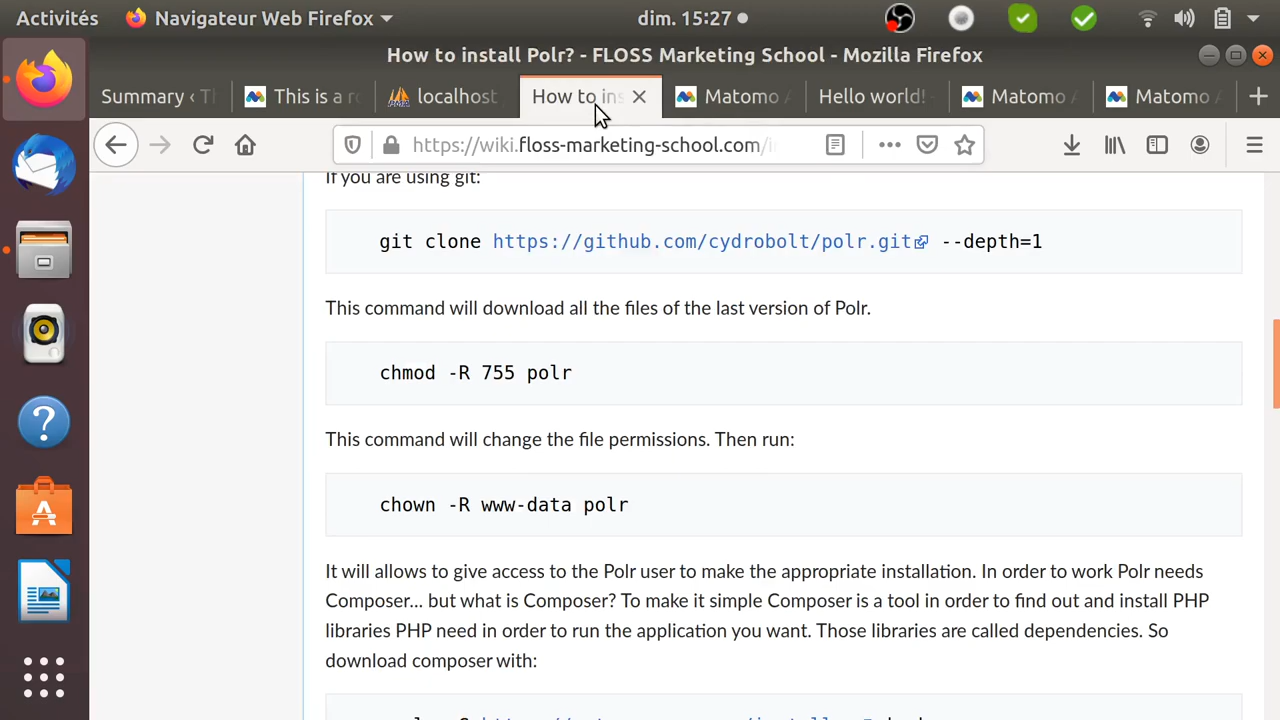 Activités
Navigateur Web Firefox
dim. 15:27
How to install Polr? - FLOSS Marketing School - Mozilla Firefox
Summary ‹ T
This is a ro
localhost
How to ins
Matomo A
Hello world! -
Matomo A
Matomo A
https://wiki.floss-marketing-school.com/i
If you are using git:
git clone https://github.com/cydrobolt/polr.git --depth=1
This command will download all the files of the last version of Polr.
chmod -R 755 polr
This command will change the file permissions. Then run:
chown -R www-data polr
It will allows to give access to the Polr user to make the appropriate installation. In order to work Polr needs
Composer... but what is Composer? To make it simple Composer is a tool in order to find out and install PHP
libraries PHP need in order to run the application you want. Those libraries are called dependencies. So
download composer with: